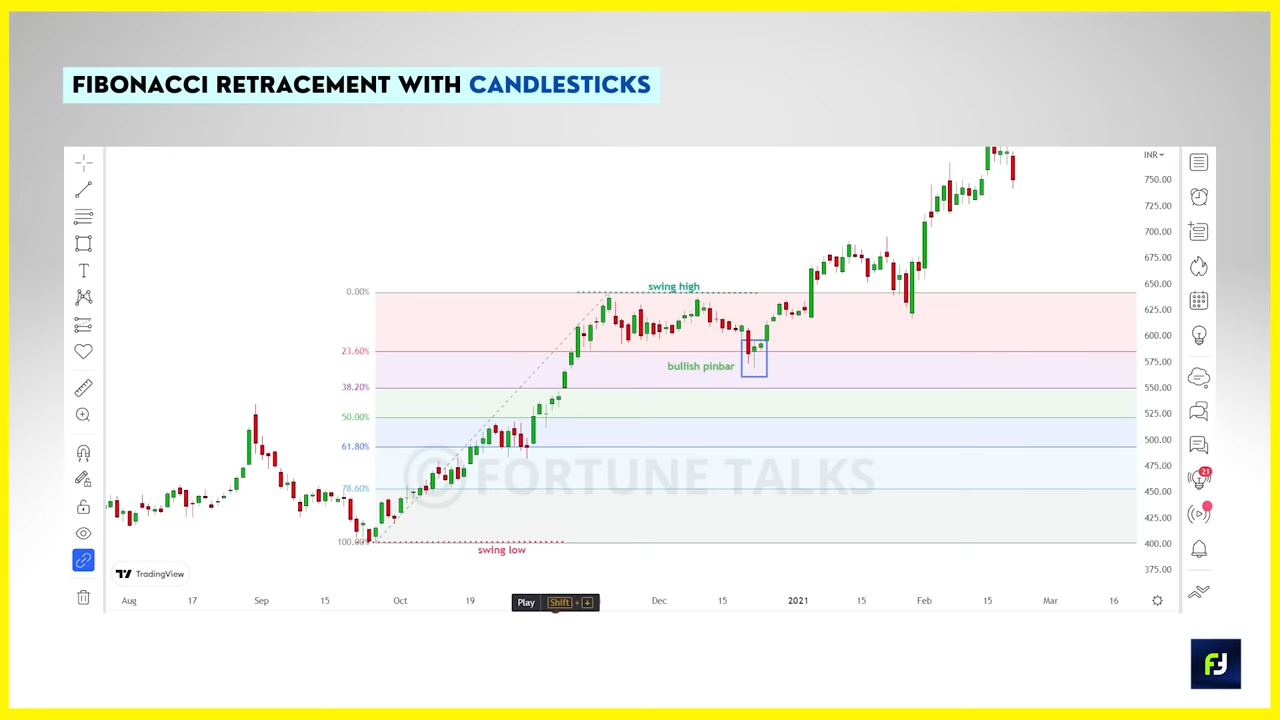 FIBONACCI RETRACEMENT WITH CANDLESTICKS
INR
750.00
725.00
700.00
675.00
650.00
625.00
600.00
575.00
550.00
525.00
500.00
475.00
450.00
425.00
400.00
375.00
swing high
0.00%
23.60%
bullish pinbar
38.20%
50.00%
61.80%
@FORTUNE TALKS
78.60%
100.00%
swing low
21
T
TradingView
Aug 17 Sep 15 Oct 19 Dec 15 2021 15 Feb 15 Mar 16
Play Shift + ↓